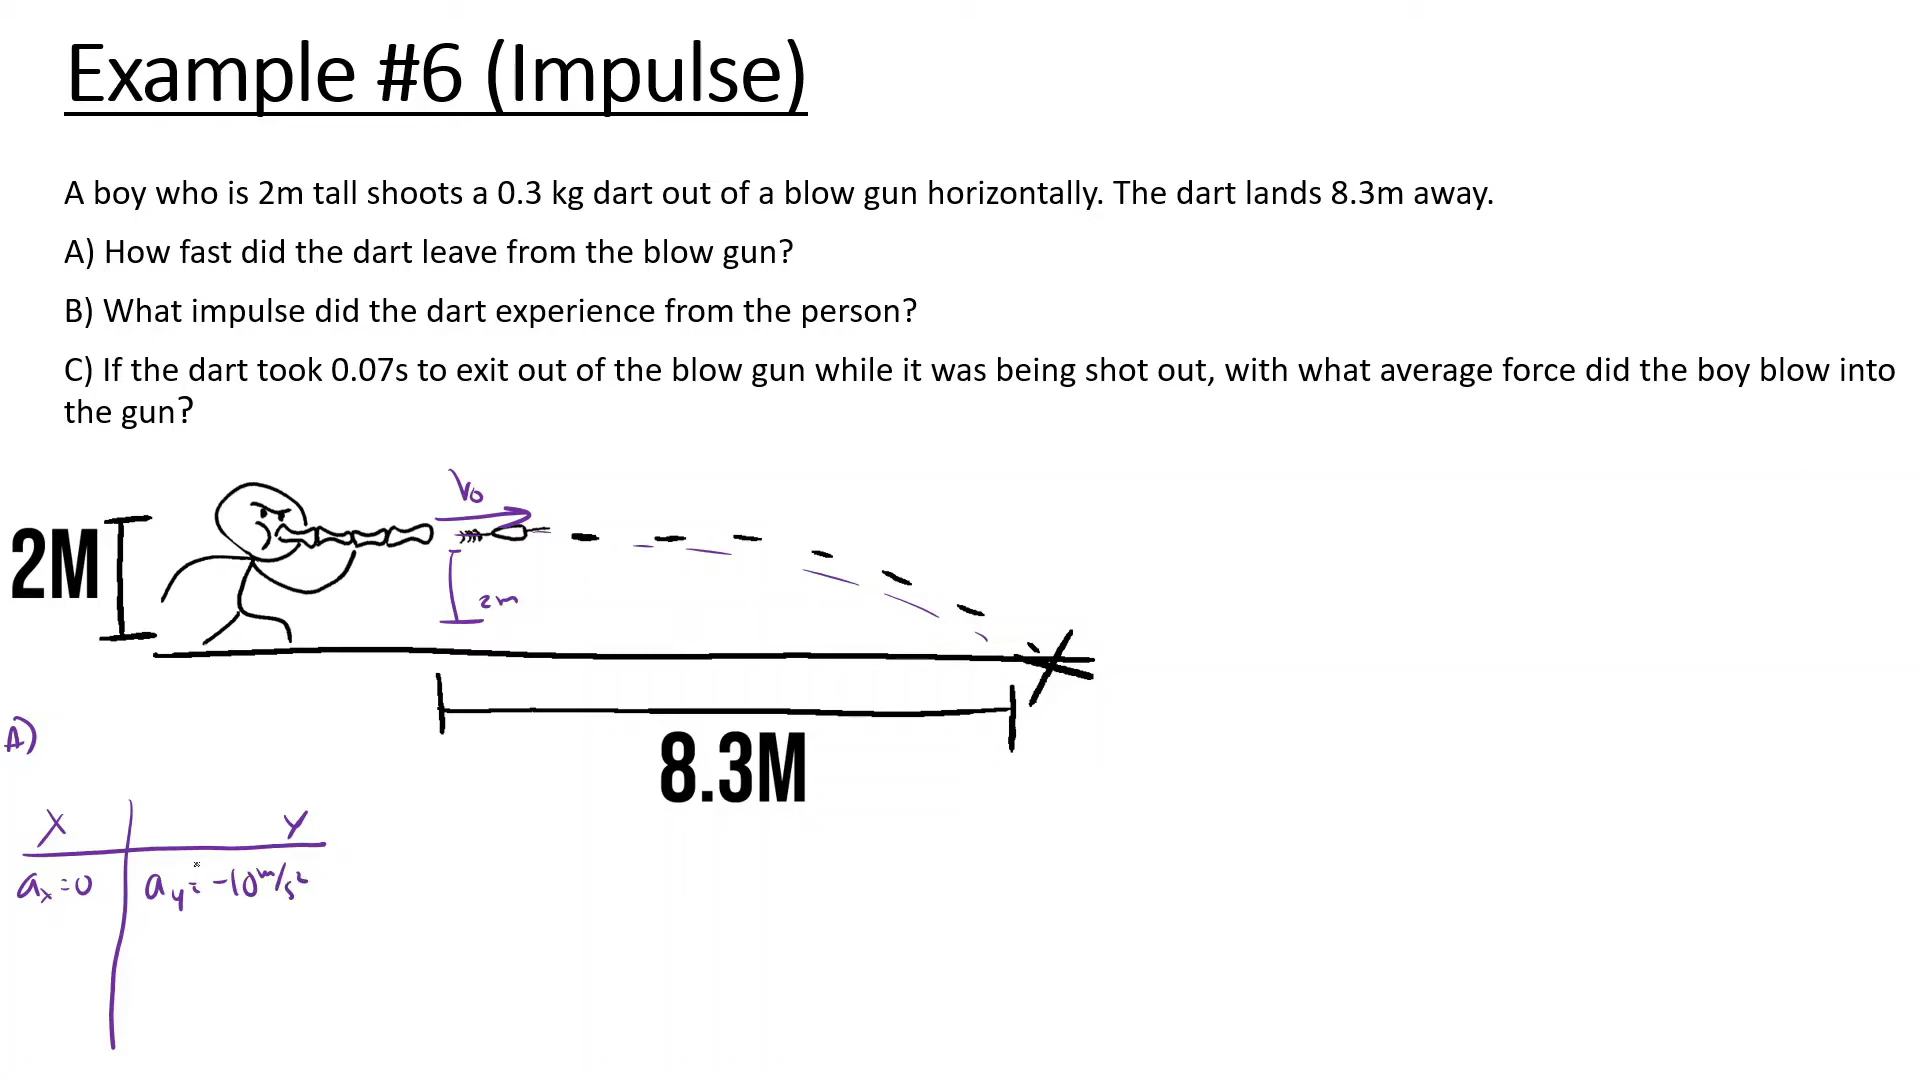 Example #6 (Impulse)
A boy who is 2m tall shoots a 0.3 kg dart out of a blow gun horizontally. The dart lands 8.3m away.
A) How fast did the dart leave from the blow gun?
B) What impulse did the dart experience from the person?
C) If the dart took 0.07s to exit out of the blow gun while it was being shot out, with what average force did the boy blow into
the gun?
V₀
2M
2m
8.3M
A)
X Y
aₓ=0 a_y= -10 m/s²